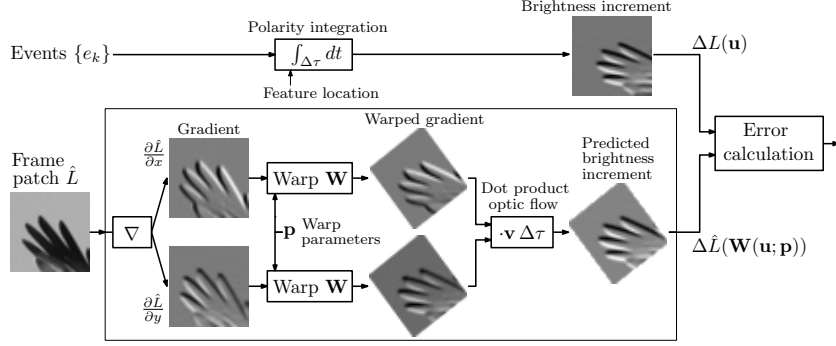 Polarity integration
Brightness increment
Events {e_k}
∫_{Δτ} dt
ΔL(u)
Feature location
Gradient
Warped gradient
Predicted
brightness
increment
Error
calculation
Frame
patch L̂
∂L̂/∂x
Warp W
Dot product
optic flow
∇
p Warp
parameters
·v Δτ
ΔL̂(W(u; p))
∂L̂/∂y
Warp W